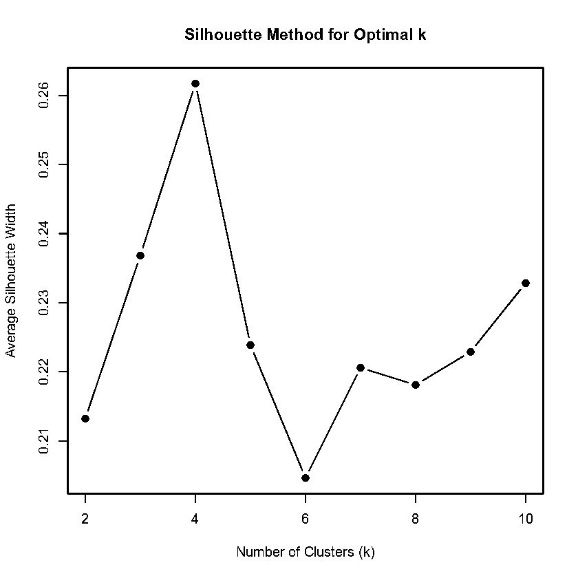 Silhouette Method for Optimal k
Average Silhouette Width
0.26
0.25
0.24
0.23
0.22
0.21
2 4 6 8 10
Number of Clusters (k)